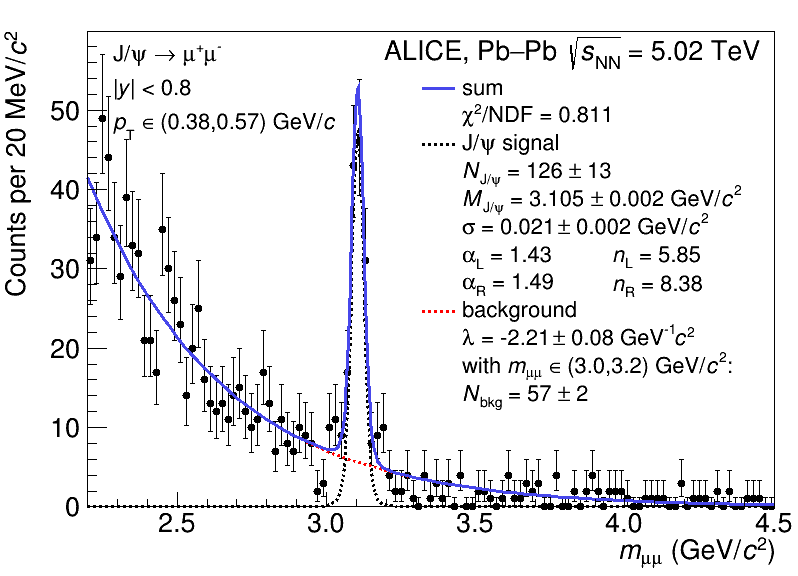 J/ψ → μ⁺μ⁻
|y| < 0.8
p_T ∈ (0.38,0.57) GeV/c
ALICE, Pb–Pb √s_NN = 5.02 TeV
sum
χ²/NDF = 0.811
J/ψ signal
N_J/ψ = 126 ± 13
M_J/ψ = 3.105 ± 0.002 GeV/c²
σ = 0.021 ± 0.002 GeV/c²
α_L = 1.43 n_L = 5.85
α_R = 1.49 n_R = 8.38
background
λ = -2.21 ± 0.08 GeV⁻¹c²
with m_μμ ∈ (3.0,3.2) GeV/c²:
N_bkg = 57 ± 2
Counts per 20 MeV/c²
50
40
30
20
10
0
2.5 3.0 3.5 4.0 4.5
m_μμ (GeV/c²)